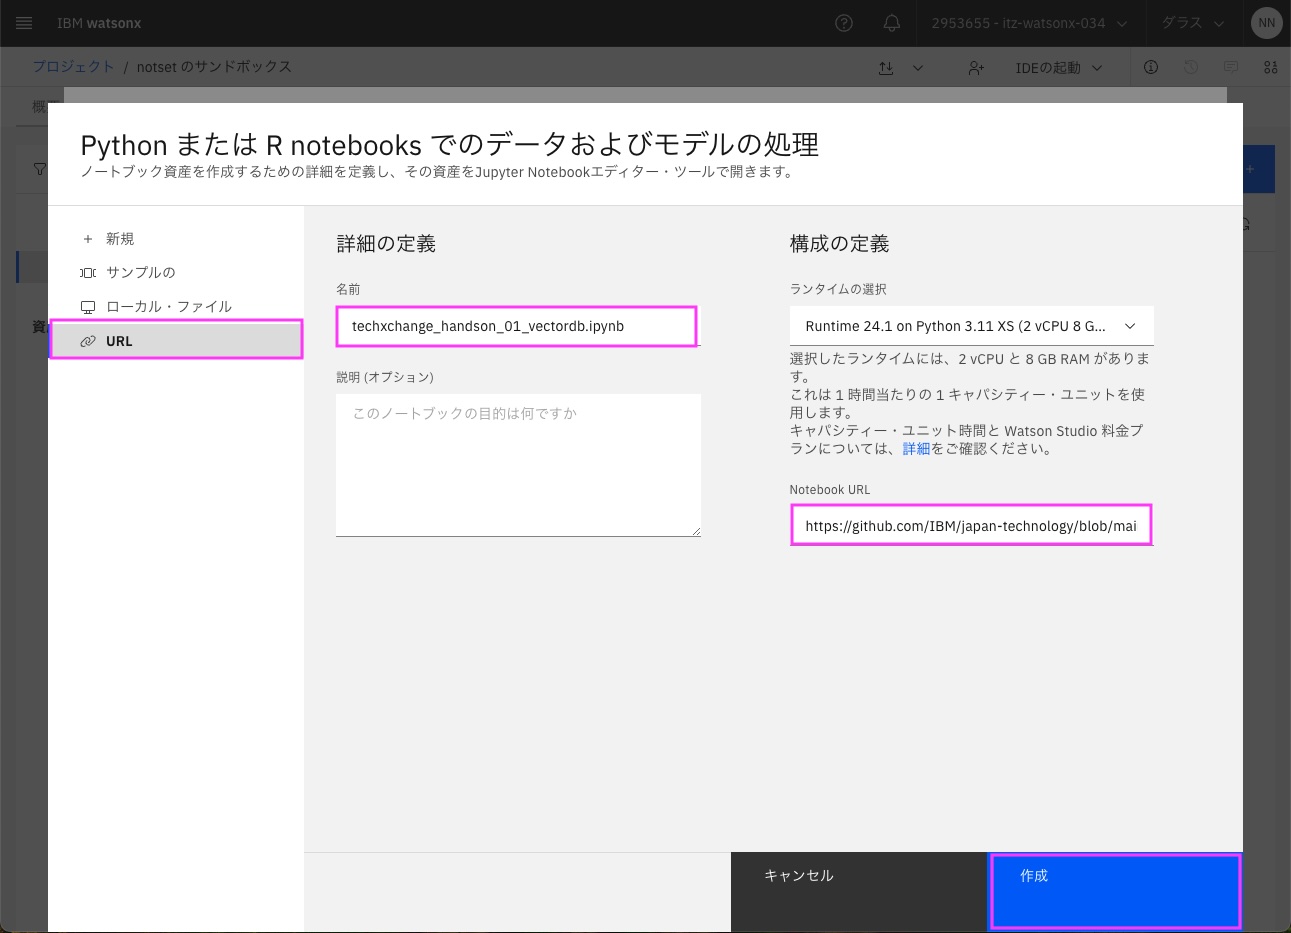 IBM watsonx
2953655 - itz-watsonx-034
ダラス
NN
プロジェクト / notset のサンドボックス
IDEの起動
Python または R notebooks でのデータおよびモデルの処理
ノートブック資産を作成するための詳細を定義し、その資産をJupyter Notebookエディター・ツールで開きます。
新規
サンプルの
ローカル・ファイル
URL
詳細の定義
名前
techxchange_handson_01_vectordb.ipynb
説明 (オプション)
このノートブックの目的は何ですか
構成の定義
ランタイムの選択
Runtime 24.1 on Python 3.11 XS (2 vCPU 8 G...
選択したランタイムには、2 vCPU と 8 GB RAM がありま
す。
これは 1 時間当たりの 1 キャパシティー・ユニットを使
用します。
キャパシティー・ユニット時間と Watson Studio 料金プ
ランについては、詳細をご確認ください。
Notebook URL
https://github.com/IBM/japan-technology/blob/mai
キャンセル
作成